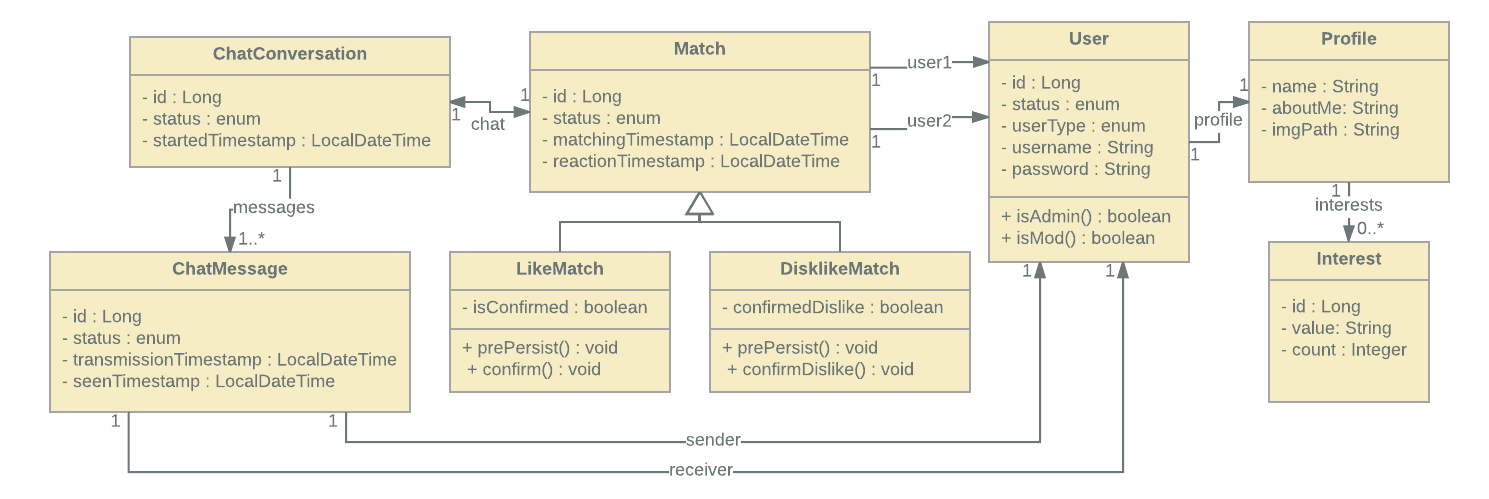 ChatConversation
- id : Long
- status : enum
- startedTimestamp : LocalDateTime
1
chat
1
Match
- id : Long
- status : enum
- matchingTimestamp : LocalDateTime
- reactionTimestamp : LocalDateTime
1
user1
1
user2
User
- id : Long
- status : enum
- userType : enum
- username : String
- password : String
+ isAdmin() : boolean
+ isMod() : boolean
1
profile
1
Profile
- name : String
- aboutMe: String
- imgPath : String
1
messages
1..*
1
interests
0..*
ChatMessage
- id : Long
- status : enum
- transmissionTimestamp : LocalDateTime
- seenTimestamp : LocalDateTime
LikeMatch
- isConfirmed : boolean
+ prePersist() : void
+ confirm() : void
DisklikeMatch
- confirmedDislike : boolean
+ prePersist() : void
+ confirmDislike() : void
1
1
Interest
- id : Long
- value: String
- count : Integer
1
1
sender
receiver